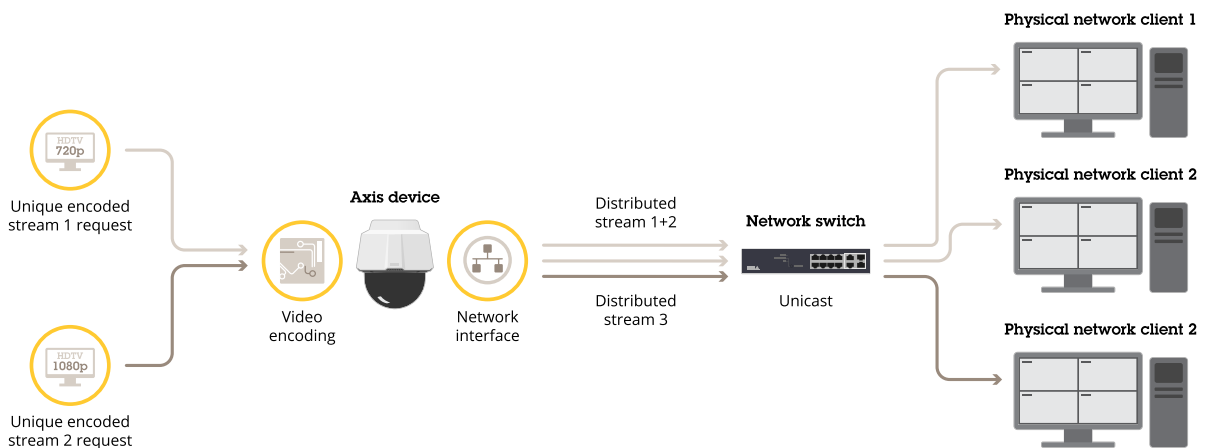 Physical network client 1
HDTV
720p
Unique encoded
stream 1 request
Axis device
Video
encoding
Network
interface
Distributed
stream 1+2
Distributed
stream 3
Network switch
Unicast
Physical network client 2
HDTV
1080p
Unique encoded
stream 2 request
Physical network client 2